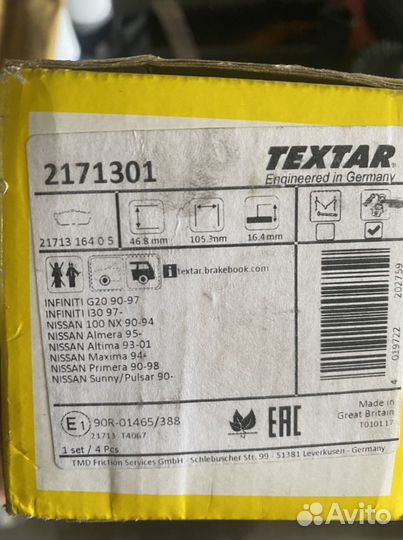 2171301
TEXTAR
Engineered in Germany
21713 164 0 5
46.8 mm
105.3mm
16.4mm
textar.brakebook.com
INFINITI G20 90-97
INFINITI I30 97-
NISSAN 100 NX 90-94
NISSAN Almera 95-
NISSAN Altima 93-01
NISSAN Maxima 94-
NISSAN Primera 90-98
NISSAN Sunny/Pulsar 90-
4 019722 202759
E1 90R-01465/388
21713 T4067
1 set / 4 Pcs
EAC
Made in
Great Britain
T010117
TMD Friction Services GmbH - Schlebuscher Str. 99 - 51381 Leverkusen - Germany
Avito